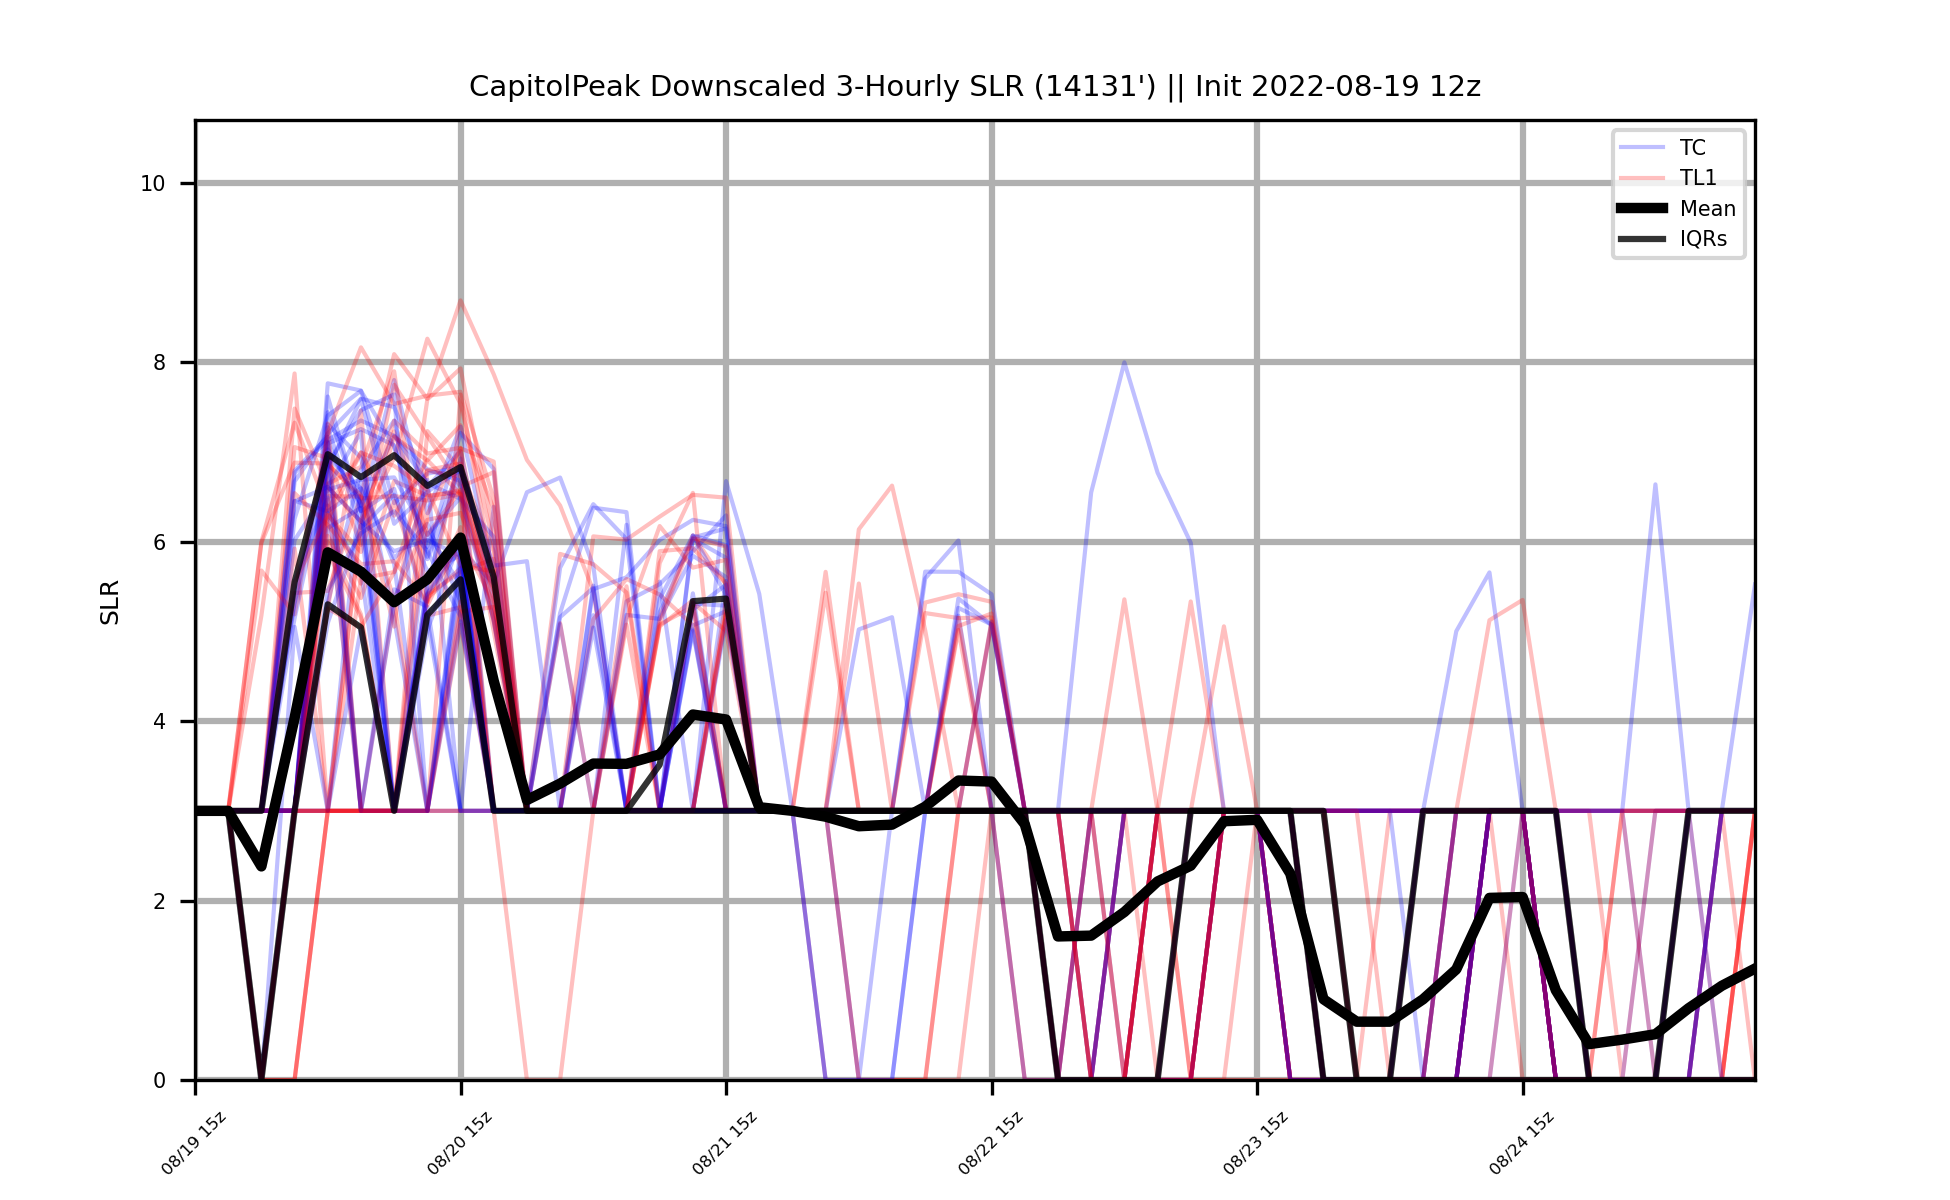 CapitolPeak Downscaled 3-Hourly SLR (14131') || Init 2022-08-19 12z
TC
TL1
Mean
IQRs
SLR
10
8
6
4
2
0
08/19 15z
08/20 15z
08/21 15z
08/22 15z
08/23 15z
08/24 15z